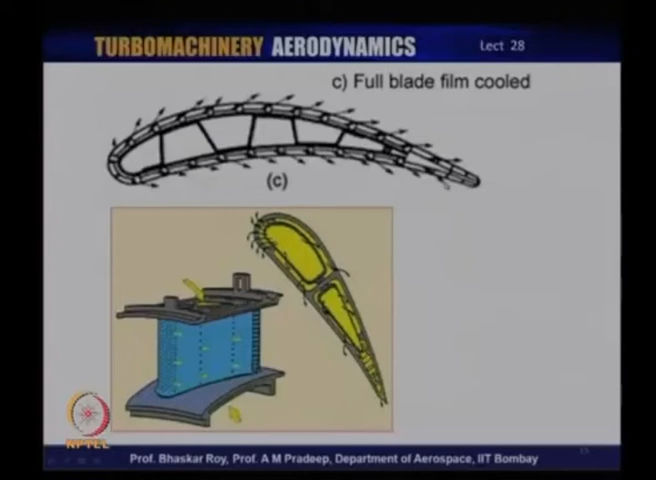 TURBOMACHINERY AERODYNAMICS Lect 28
c) Full blade film cooled
(c)
NPTEL
Prof. Bhaskar Roy, Prof. A M Pradeep, Department of Aerospace, IIT Bombay